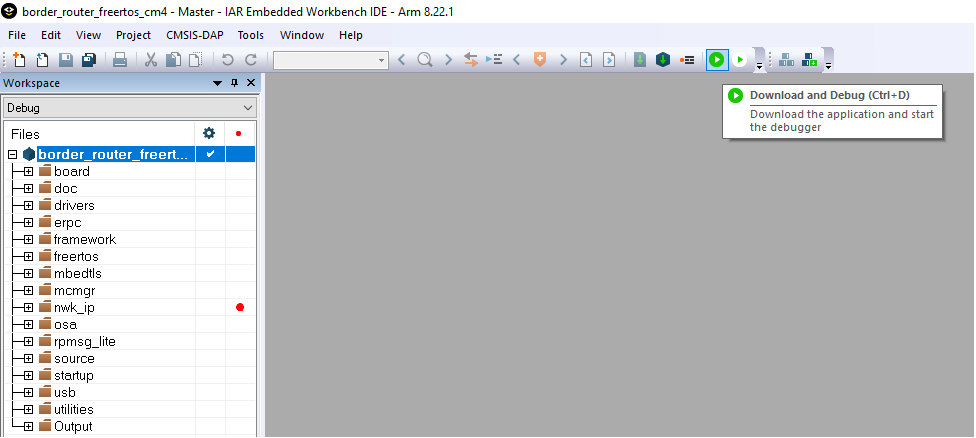 border_router_freertos_cm4 - Master - IAR Embedded Workbench IDE - Arm 8.22.1
File Edit View Project CMSIS-DAP Tools Window Help
Workspace
Debug
Files
border_router_freert...
board
doc
drivers
erpc
framework
freertos
mbedtls
mcmgr
nwk_ip
osa
rpmsg_lite
source
startup
usb
utilities
Output
Download and Debug (Ctrl+D)
Download the application and start
the debugger